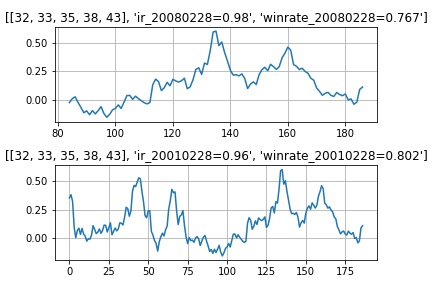 [[32, 33, 35, 38, 43], 'ir_20080228=0.98', 'winrate_20080228=0.767']
0.50
0.25
0.00
80 100 120 140 160 180
[[32, 33, 35, 38, 43], 'ir_20010228=0.96', 'winrate_20010228=0.802']
0.50
0.25
0.00
0 25 50 75 100 125 150 175